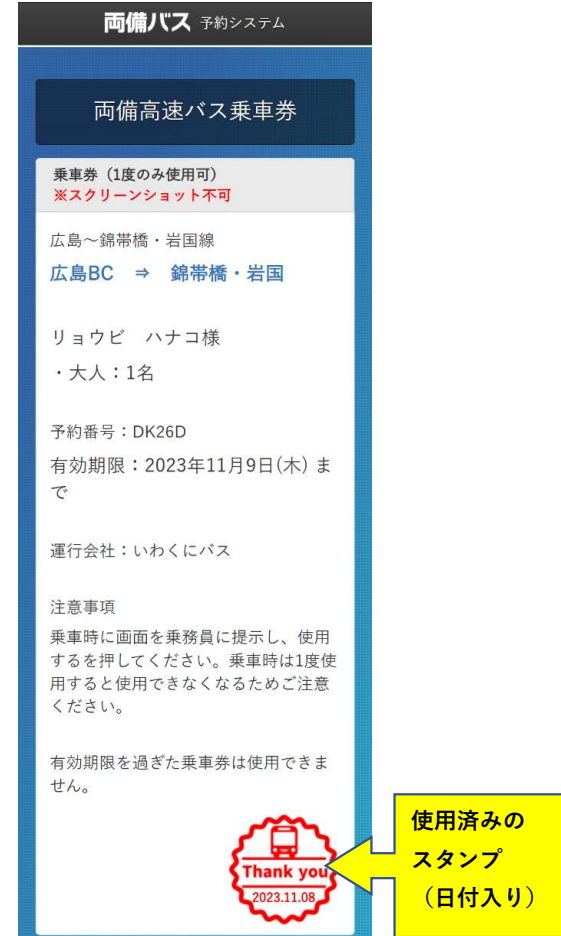 両備バス 予約システム
両備高速バス乗車券
乗車券（1度のみ使用可）
※スクリーンショット不可
広島～錦帯橋・岩国線
広島BC ⇒ 錦帯橋・岩国
リョウビ　ハナコ様
・大人：1名
予約番号：DK26D
有効期限：2023年11月9日(木) ま
で
運行会社：いわくにバス
注意事項
乗車時に画面を乗務員に提示し、使用
するを押してください。乗車時は1度使
用すると使用できなくなるためご注意
ください。
有効期限を過ぎた乗車券は使用できま
せん。
Thank you
2023.11.08
使用済みの
スタンプ
（日付入り）